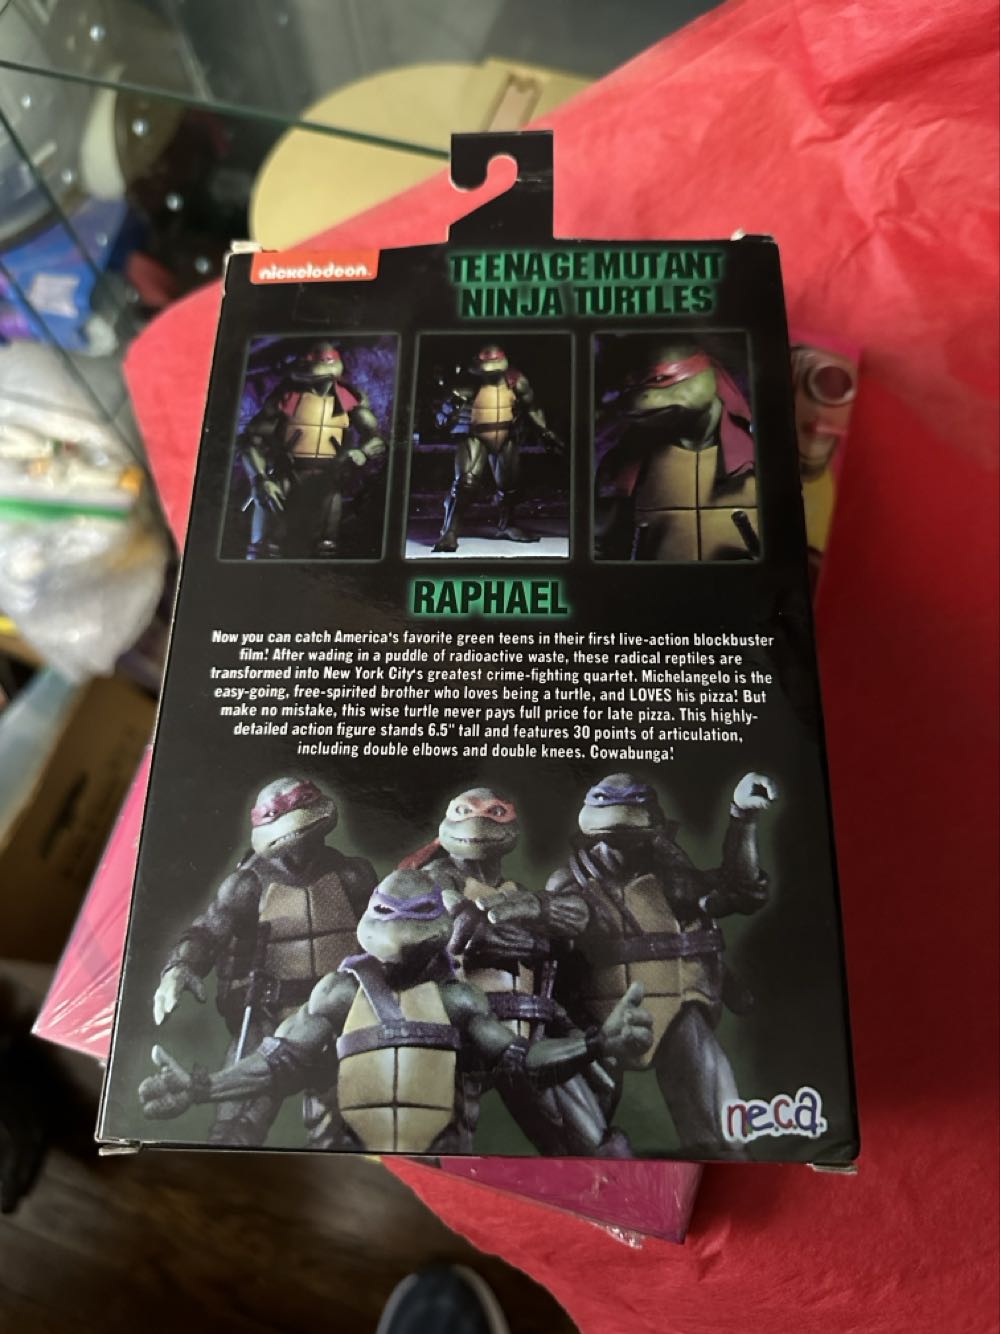 nickelodeon.
TEENAGE MUTANT
NINJA TURTLES
RAPHAEL
Now you can catch America's favorite green teens in their first live-action blockbuster
film! After wading in a puddle of radioactive waste, these radical reptiles are
transformed into New York City's greatest crime-fighting quartet. Michelangelo is the
easy-going, free-spirited brother who loves being a turtle, and LOVES his pizza! But
make no mistake, this wise turtle never pays full price for late pizza. This highly-
detailed action figure stands 6.5" tall and features 30 points of articulation,
including double elbows and double knees. Cowabunga!
neca.